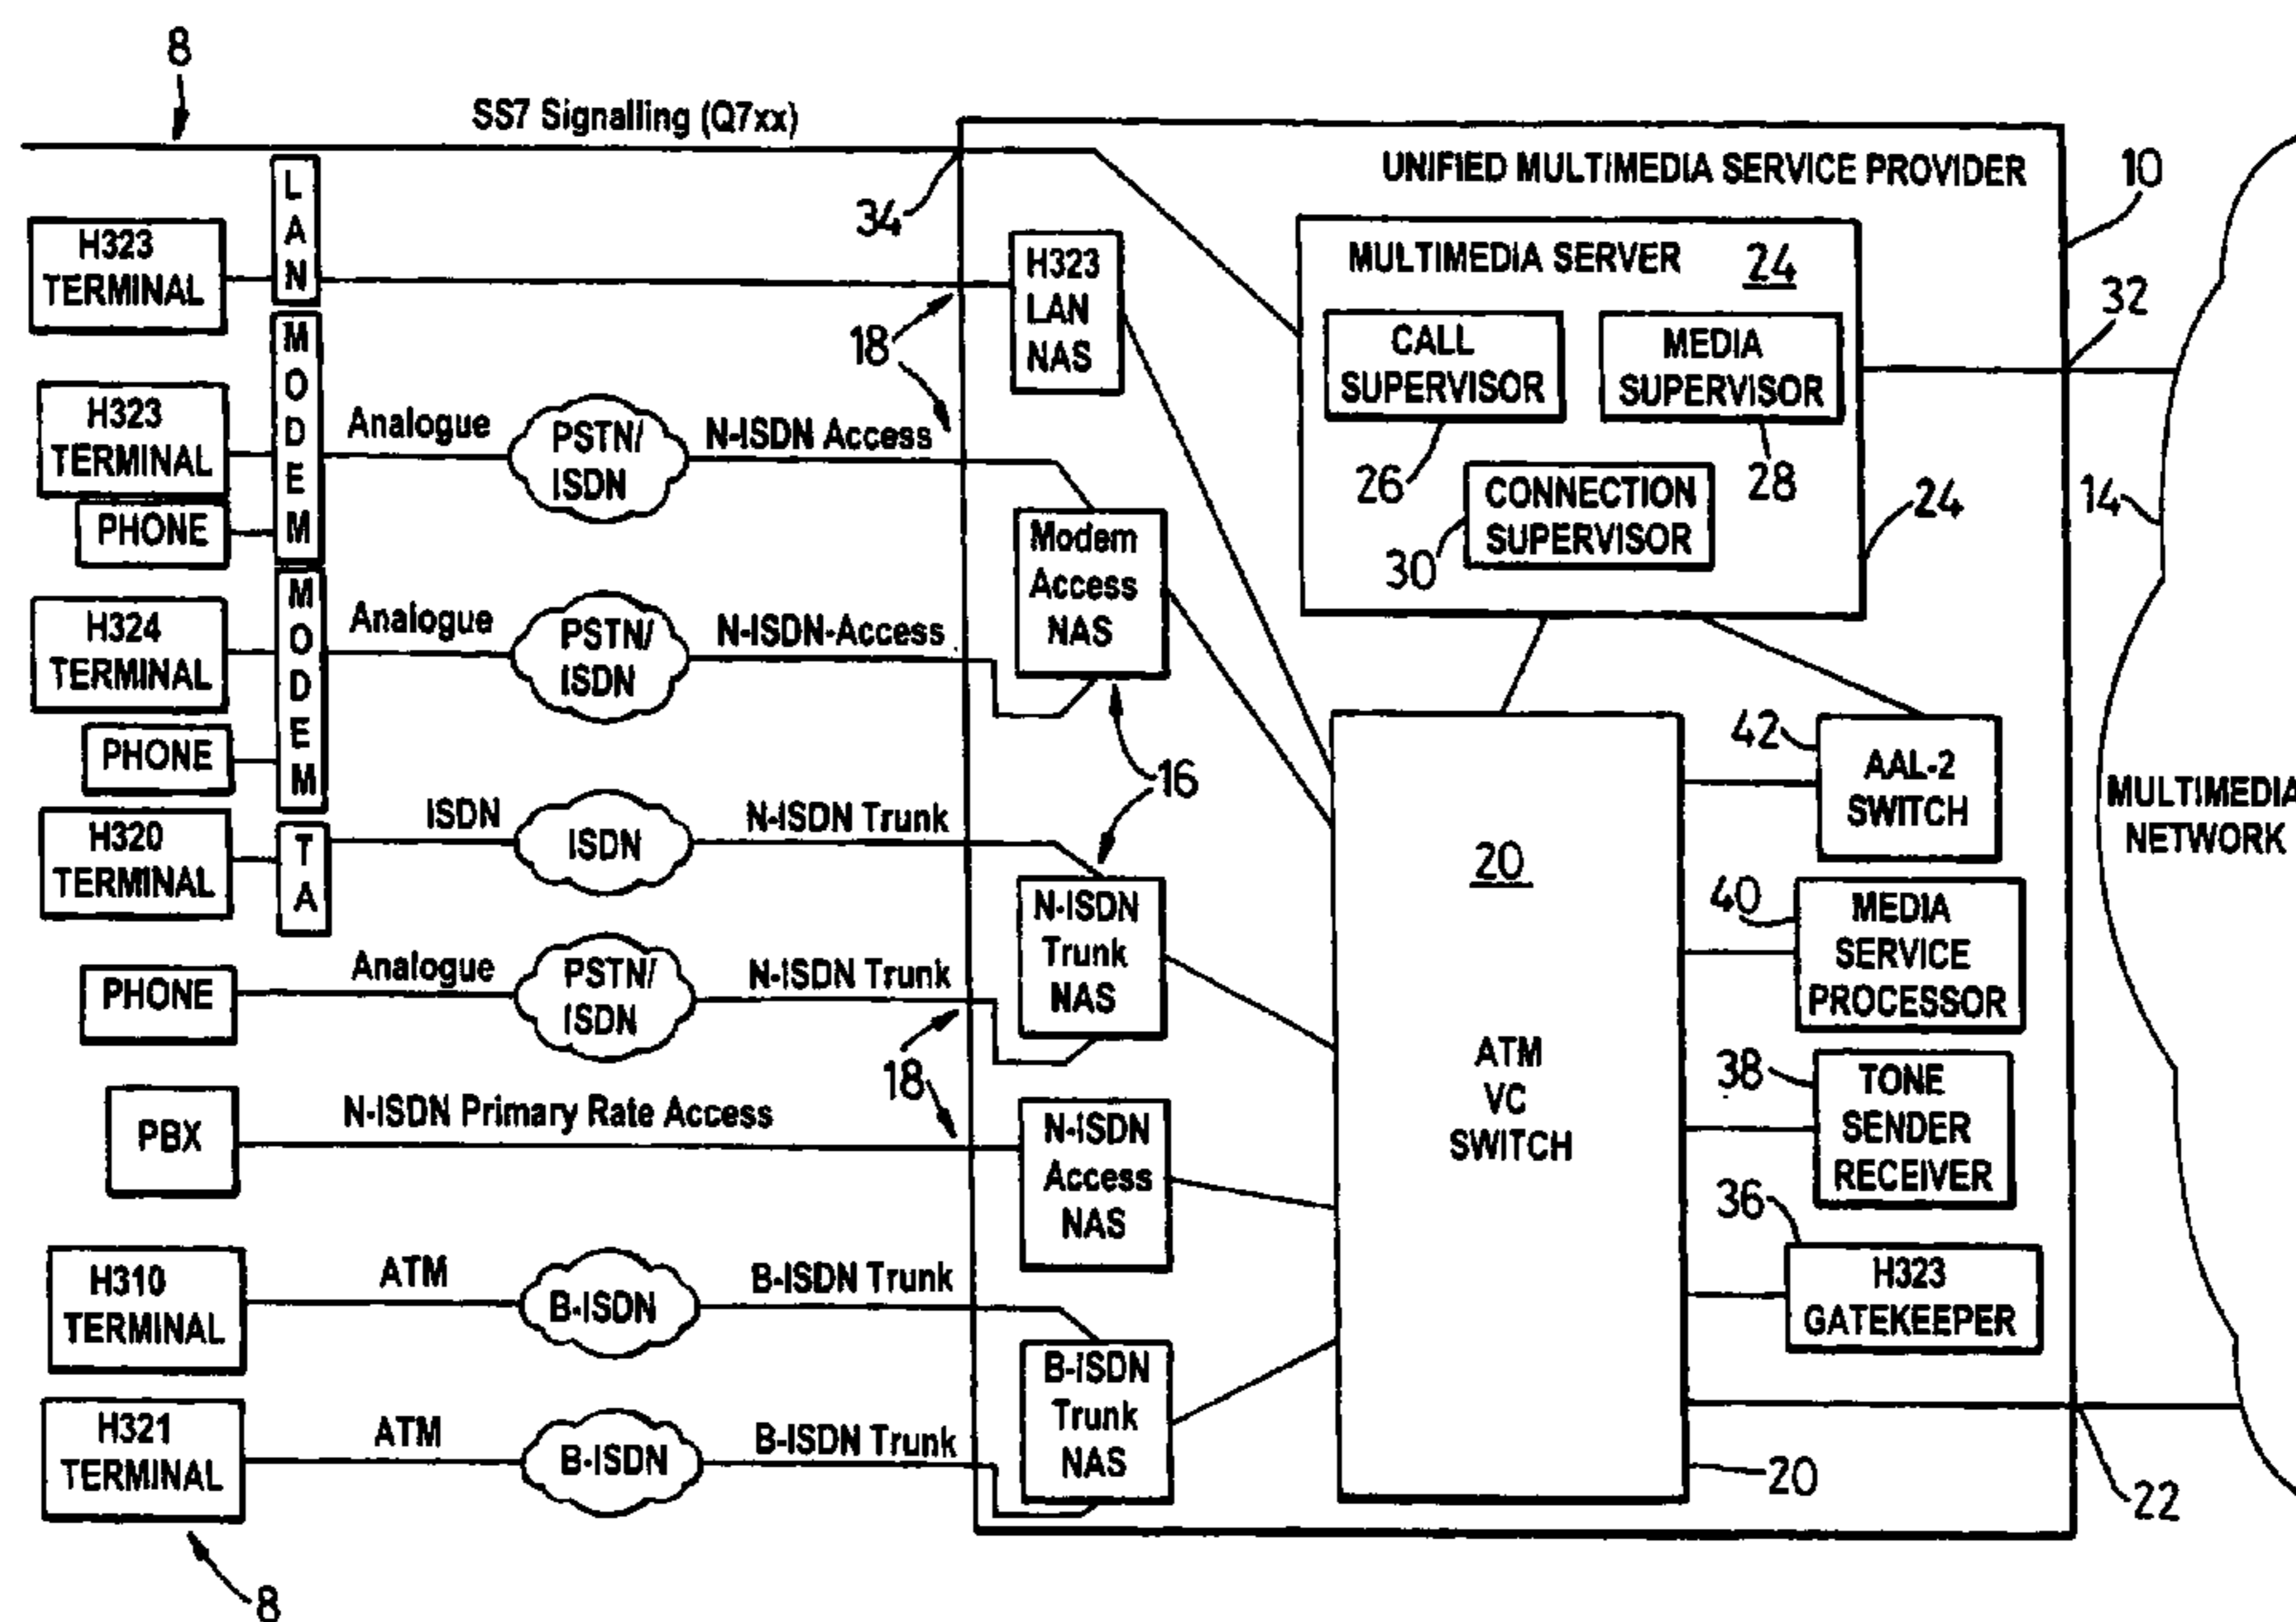 8
SS7 Signalling (Q7xx)
34
UNIFIED MULTIMEDIA SERVICE PROVIDER
10
LAN
H323
TERMINAL
18
H323
LAN
NAS
MULTIMEDIA SERVER 24
CALL
SUPERVISOR
26
MEDIA
SUPERVISOR
28
CONNECTION
SUPERVISOR
30
24
32
14
MODEM
H323
TERMINAL
PHONE
Analogue
PSTN/
ISDN
N-ISDN Access
Modem
Access
NAS
MODEM
H324
TERMINAL
PHONE
Analogue
PSTN/
ISDN
N-ISDN-Access
16
H320
TERMINAL
TA
ISDN
ISDN
N-ISDN Trunk
N-ISDN
Trunk
NAS
PHONE
Analogue
PSTN/
ISDN
N-ISDN Trunk
18
PBX
N-ISDN Primary Rate Access
N-ISDN
Access
NAS
H310
TERMINAL
ATM
B-ISDN
B-ISDN Trunk
B-ISDN
Trunk
NAS
H321
TERMINAL
ATM
B-ISDN
B-ISDN Trunk
8
20
ATM
VC
SWITCH
20
42
AAL-2
SWITCH
40
MEDIA
SERVICE
PROCESSOR
38
TONE
SENDER
RECEIVER
36
H323
GATEKEEPER
22
MULTIMEDIA
NETWORK